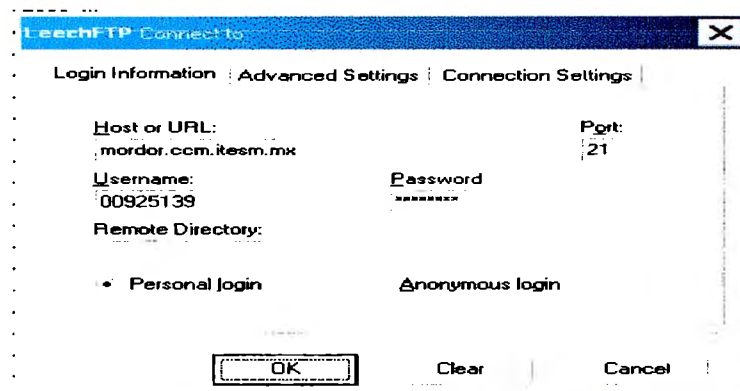 LeechFTP Connect to
Login Information Advanced Settings Connection Settings
Host or URL: Port:
mordor.ccm.itesm.mx 21
Username: Password
00925139 ********
Remote Directory:
Personal login Anonymous login
OK Clear Cancel